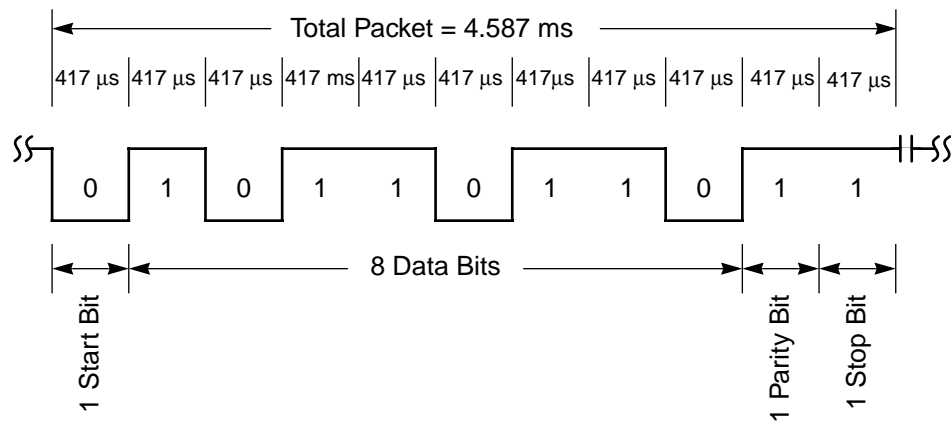 Total Packet = 4.587 ms
417 μs 417 μs 417 μs 417 ms 417 μs 417 μs 417μs 417 μs 417 μs 417 μs 417 μs
0 1 0 1 1 0 1 1 0 1 1
8 Data Bits
1 Start Bit
1 Parity Bit
1 Stop Bit